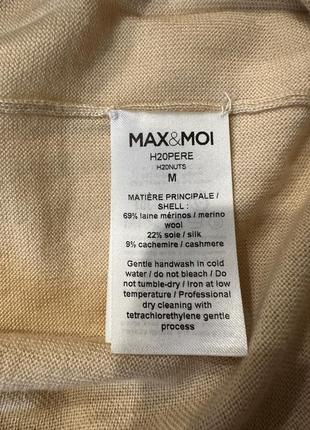 MAX&MOI
H20PERE
H20NUTS
M
MATIÈRE PRINCIPALE /
SHELL :
69% laine mérinos / merino
wool
22% soie / silk
9% cachemire / cashmere
Gentle handwash in cold
water / do not bleach / Do
not tumble-dry / Iron at low
temperature / Professional
dry cleaning with
tetrachlorethylene gentle
process